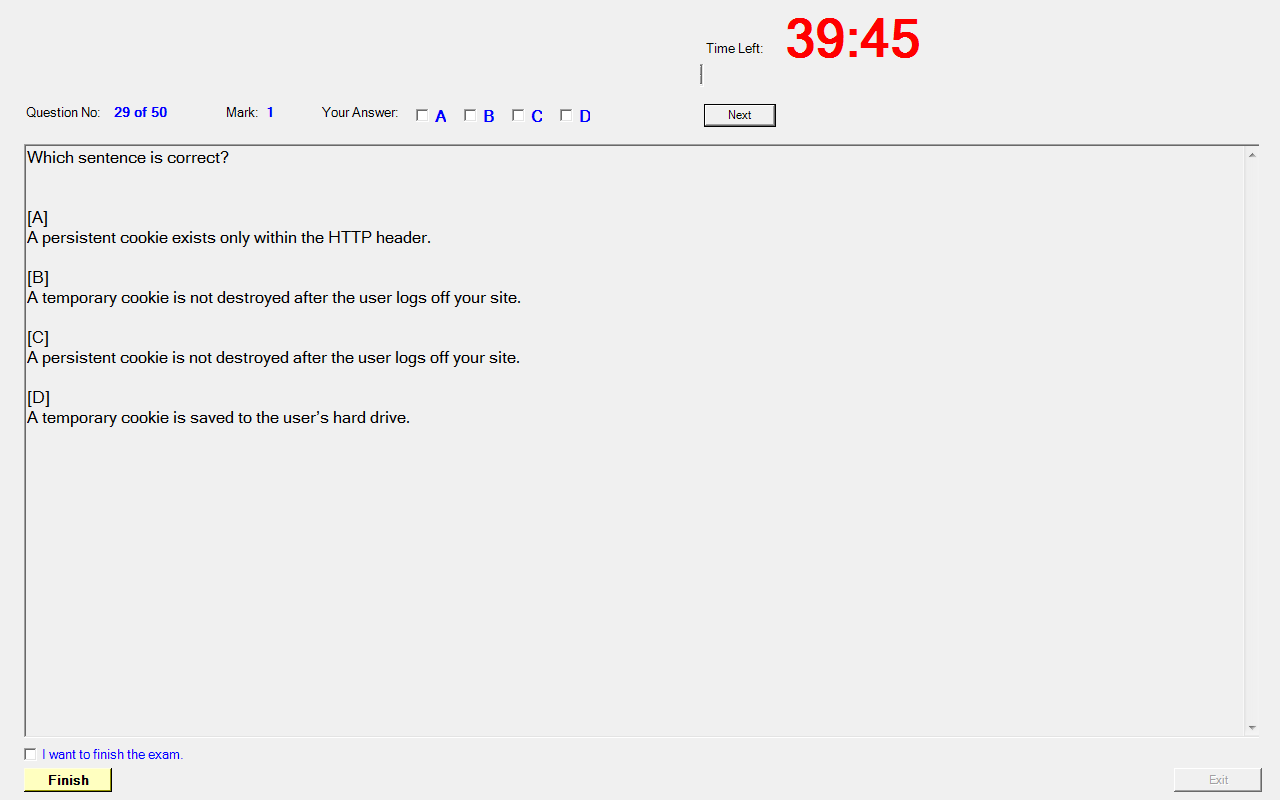 Time Left: 39:45
Question No: 29 of 50 Mark: 1 Your Answer: A B C D Next
Which sentence is correct?
[A]
A persistent cookie exists only within the HTTP header.
[B]
A temporary cookie is not destroyed after the user logs off your site.
[C]
A persistent cookie is not destroyed after the user logs off your site.
[D]
A temporary cookie is saved to the user’s hard drive.
I want to finish the exam.
Finish Exit